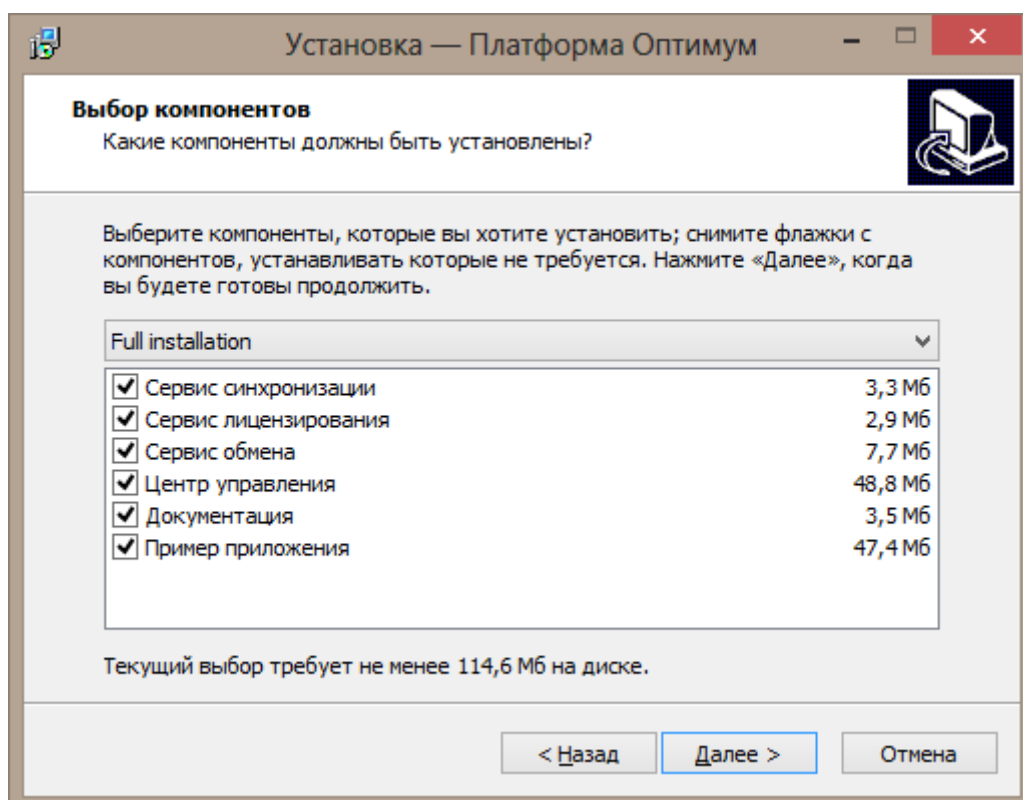 Установка — Платформа Оптимум
Выбор компонентов
Какие компоненты должны быть установлены?
Выберите компоненты, которые вы хотите установить; снимите флажки с
компонентов, устанавливать которые не требуется. Нажмите «Далее», когда
вы будете готовы продолжить.
Full installation
Сервис синхронизации 3,3 Мб
Сервис лицензирования 2,9 Мб
Сервис обмена 7,7 Мб
Центр управления 48,8 Мб
Документация 3,5 Мб
Пример приложения 47,4 Мб
Текущий выбор требует не менее 114,6 Мб на диске.
< Назад Далее > Отмена